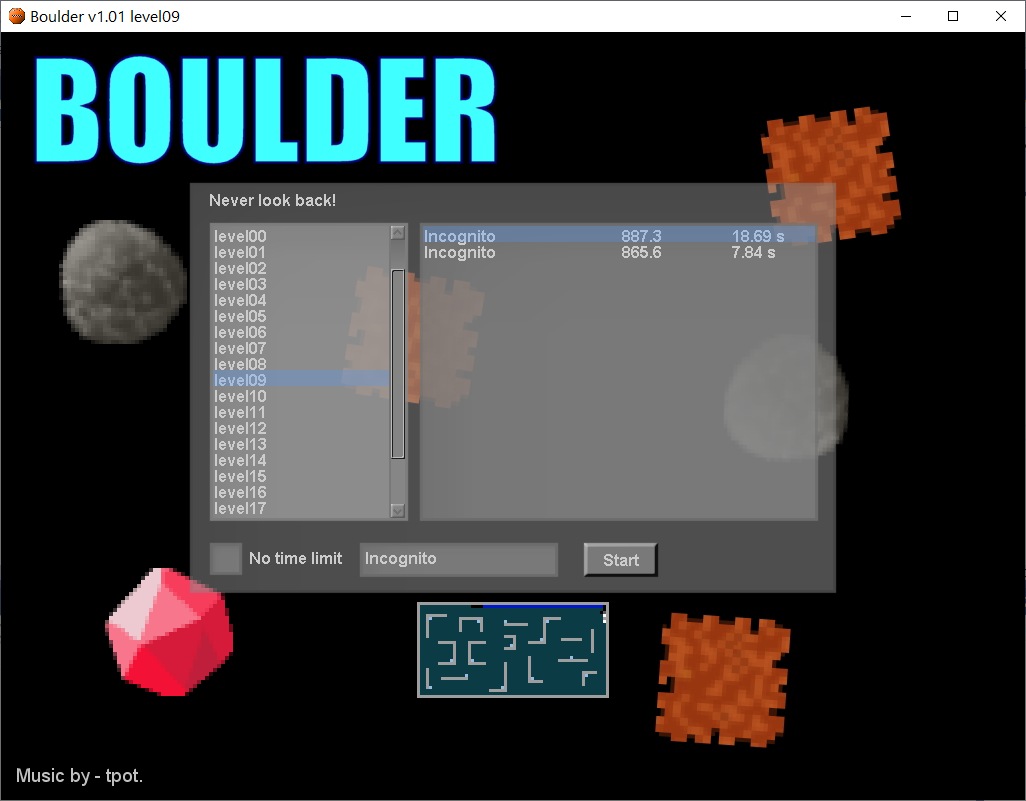 Boulder v1.01 level09
BOULDER
Never look back!
level00
level01
level02
level03
level04
level05
level06
level07
level08
level09
level10
level11
level12
level13
level14
level15
level16
level17
Incognito 887.3 18.69 s
Incognito 865.6 7.84 s
No time limit
Incognito
Start
Music by - tpot.